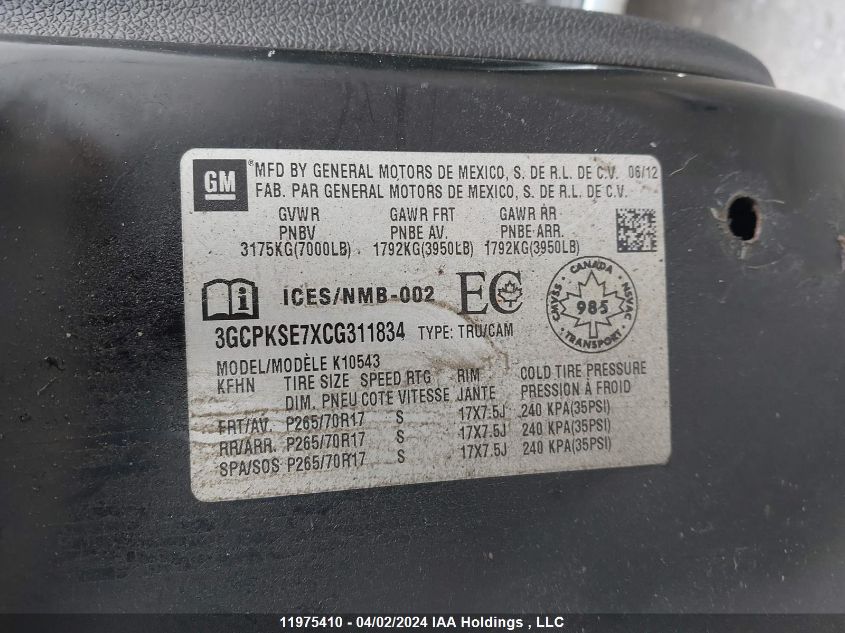 GM
® MFD BY GENERAL MOTORS DE MEXICO, S. DE R.L. DE C.V. 06/12
FAB. PAR GENERAL MOTORS DE MEXICO, S. DE R.L. DE C.V.
GVWR GAWR FRT GAWR RR
PNBV PNBE AV. PNBE ARR.
3175KG(7000LB) 1792KG(3950LB) 1792KG(3950LB)
ICES/NMB-002 EC
CANADA
CMVSS 985 NSVAC
TRANSPORT
3GCPKSE7XCG311834 TYPE: TRU/CAM
MODEL/MODÈLE K10543
KFHN TIRE SIZE SPEED RTG RIM COLD TIRE PRESSURE
DIM. PNEU COTE VITESSE JANTE PRESSION À FROID
FRT/AV. P265/70R17 S 17X7.5J 240 KPA(35PSI)
RR/ARR. P265/70R17 S 17X7.5J 240 KPA(35PSI)
SPA/SOS P265/70R17 S 17X7.5J 240 KPA(35PSI)
11975410 - 04/02/2024 IAA Holdings , LLC